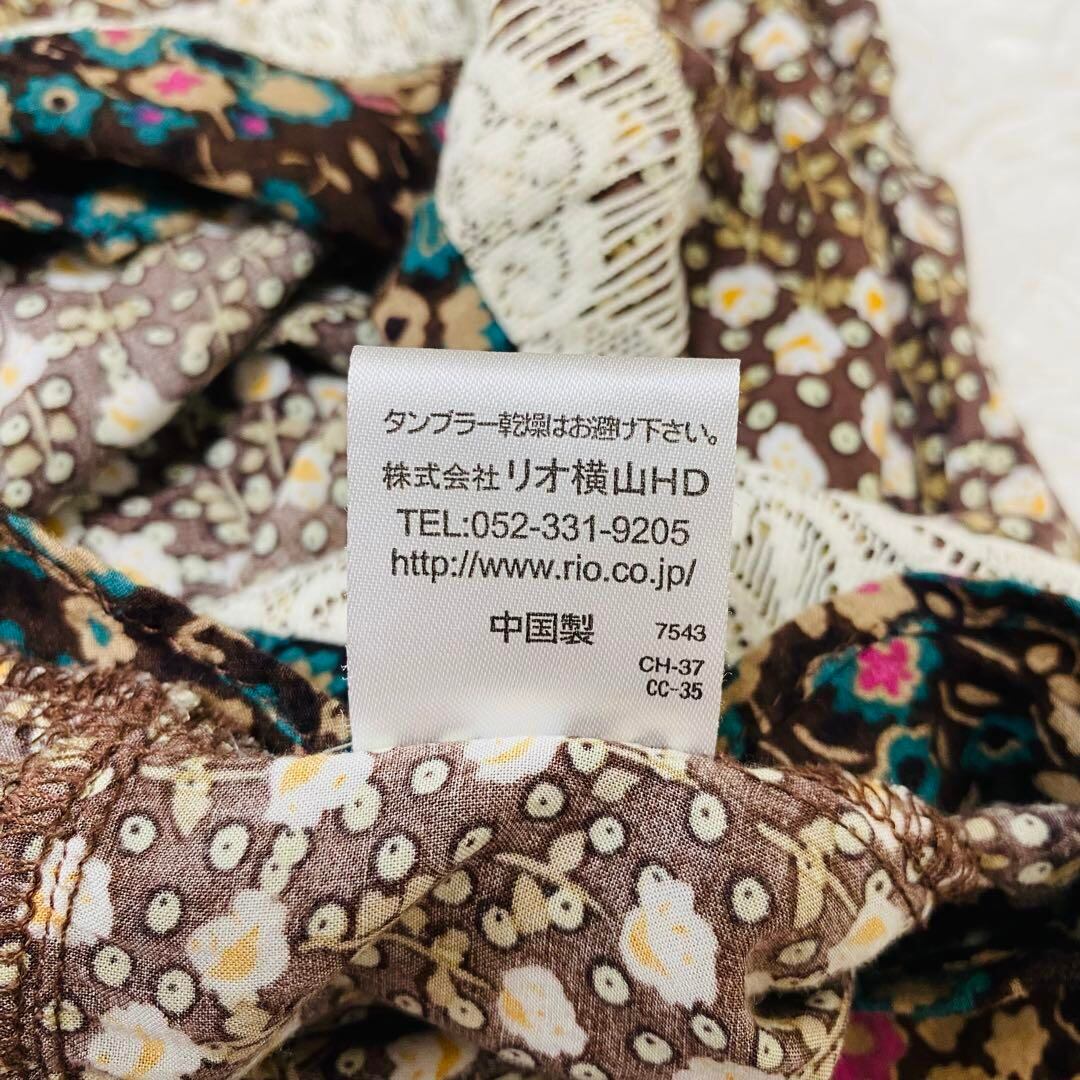 タンブラー乾燥はお避け下さい。
株式会社リオ横山HD
TEL:052-331-9205
http://www.rio.co.jp/
中国製 7543
CH-37
CC-35